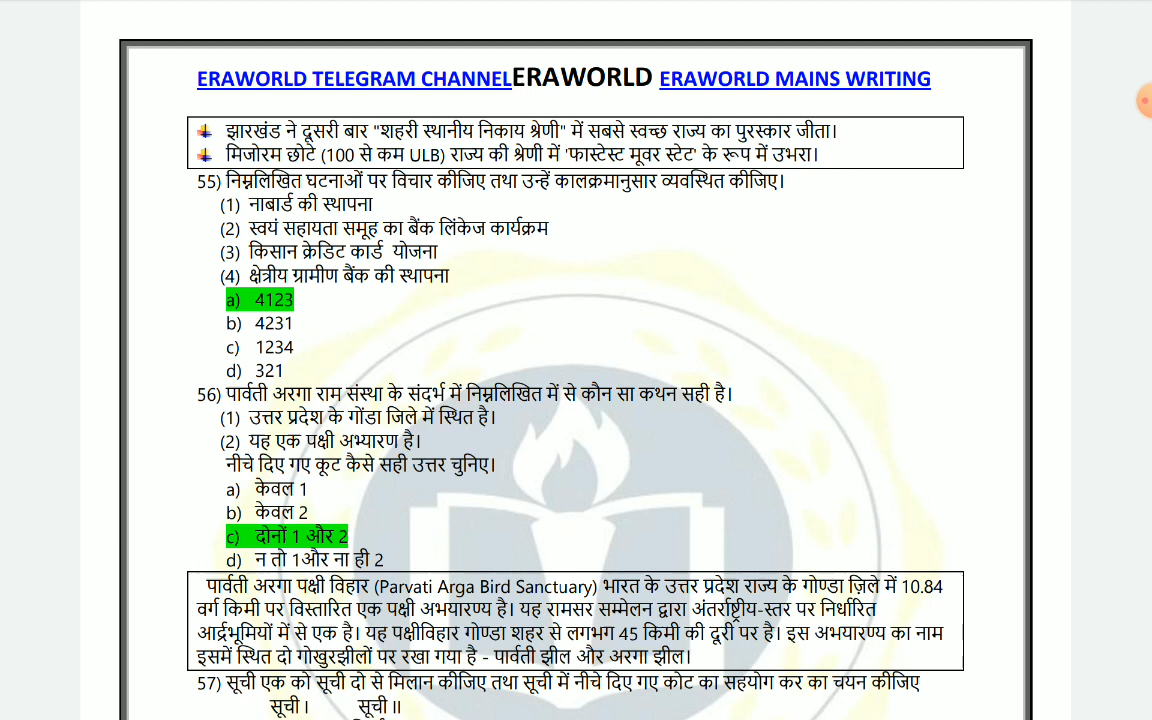 ERAWORLD TELEGRAM CHANNELERAWORLD ERAWORLD MAINS WRITING
झारखंड ने दूसरी बार "शहरी स्थानीय निकाय श्रेणी" में सबसे स्वच्छ राज्य का पुरस्कार जीता।
मिजोरम छोटे (100 से कम ULB) राज्य की श्रेणी में 'फास्टेस्ट मूवर स्टेट' के रूप में उभरा।
55) निम्नलिखित घटनाओं पर विचार कीजिए तथा उन्हें कालक्रमानुसार व्यवस्थित कीजिए।
(1) नाबार्ड की स्थापना
(2) स्वयं सहायता समूह का बैंक लिंकेज कार्यक्रम
(3) किसान क्रेडिट कार्ड योजना
(4) क्षेत्रीय ग्रामीण बैंक की स्थापना
a) 4123
b) 4231
c) 1234
d) 321
56) पार्वती अरगा राम संस्था के संदर्भ में निम्नलिखित में से कौन सा कथन सही है।
(1) उत्तर प्रदेश के गोंडा जिले में स्थित है।
(2) यह एक पक्षी अभ्यारण है।
नीचे दिए गए कूट कैसे सही उत्तर चुनिए।
a) केवल 1
b) केवल 2
c) दोनों 1 और 2
d) न तो 1और ना ही 2
पार्वती अरगा पक्षी विहार (Parvati Arga Bird Sanctuary) भारत के उत्तर प्रदेश राज्य के गोण्डा ज़िले में 10.84
वर्ग किमी पर विस्तारित एक पक्षी अभयारण्य है। यह रामसर सम्मेलन द्वारा अंतर्राष्ट्रीय-स्तर पर निर्धारित
आर्द्रभूमियों में से एक है। यह पक्षीविहार गोण्डा शहर से लगभग 45 किमी की दूरी पर है। इस अभयारण्य का नाम
इसमें स्थित दो गोखुरझीलों पर रखा गया है - पार्वती झील और अरगा झील।
57) सूची एक को सूची दो से मिलान कीजिए तथा सूची में नीचे दिए गए कोट का सहयोग कर का चयन कीजिए
सूची I सूची II